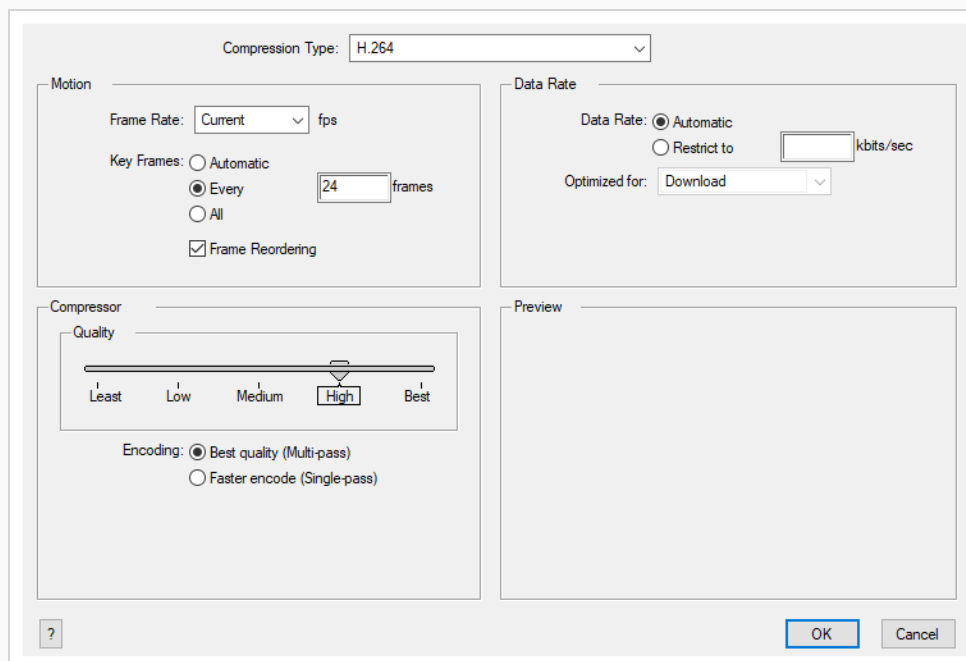 Compression Type: H.264
Motion
Frame Rate: Current fps
Key Frames: Automatic
Every 24 frames
All
Frame Reordering
Data Rate
Data Rate: Automatic
Restrict to kbits/sec
Optimized for: Download
Compressor
Quality
Least Low Medium High Best
Encoding: Best quality (Multi-pass)
Faster encode (Single-pass)
Preview
? OK Cancel